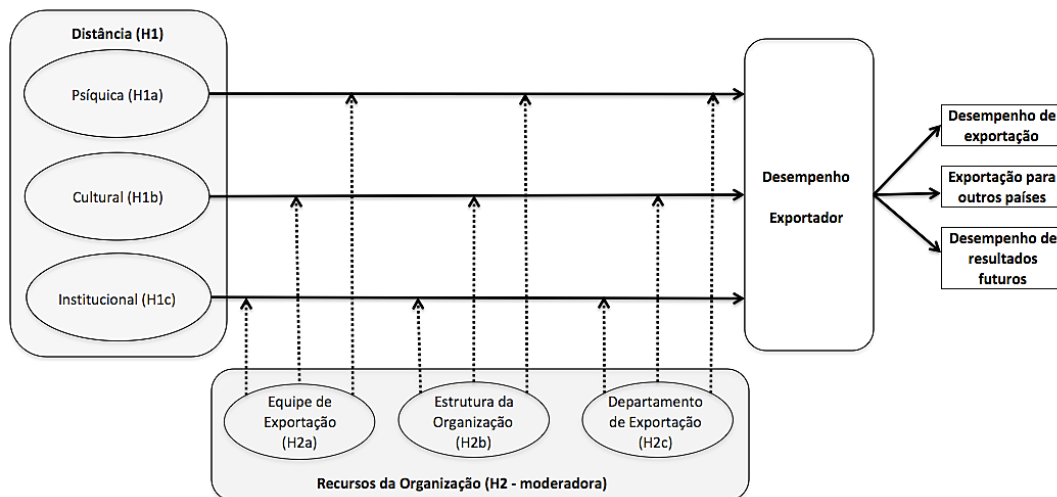 Distância (H1)
Psíquica (H1a)
Cultural (H1b)
Institucional (H1c)
Desempenho
Exportador
Desempenho de
exportação
Exportação para
outros países
Desempenho de
resultados
futuros
Equipe de
Exportação
(H2a)
Estrutura da
Organização
(H2b)
Departamento
de Exportação
(H2c)
Recursos da Organização (H2 - moderadora)